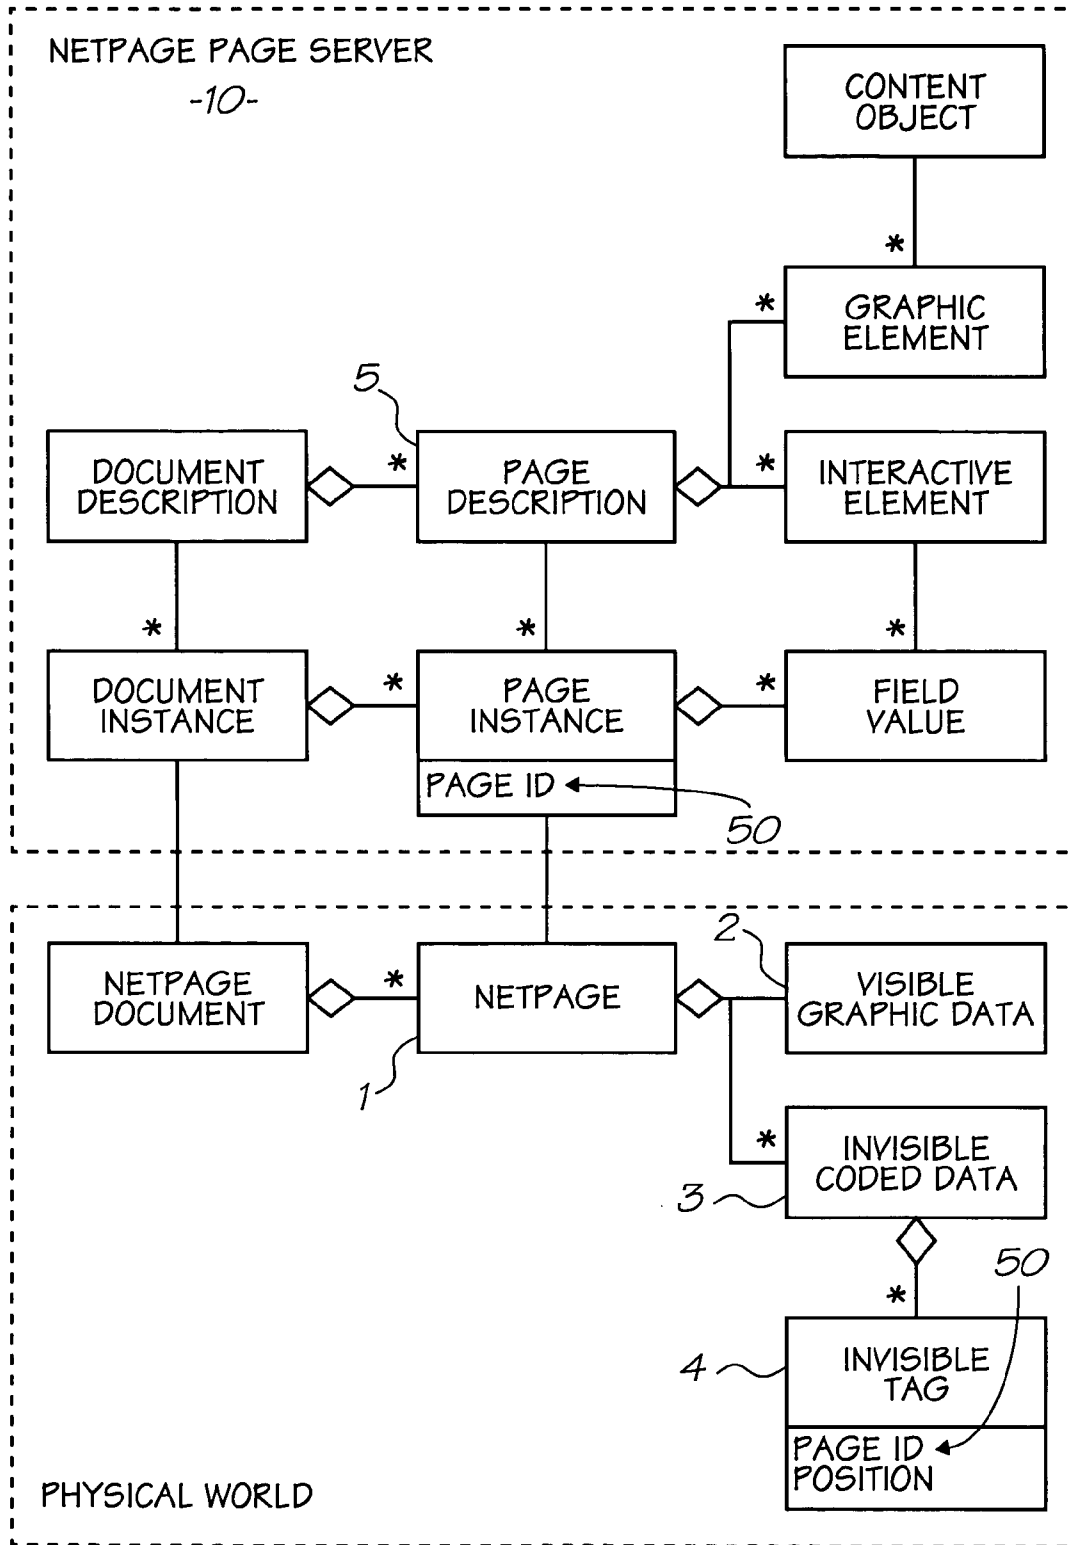 NETPAGE PAGE SERVER
-10-
CONTENT
OBJECT
*
*
GRAPHIC
ELEMENT
5
DOCUMENT
DESCRIPTION
*
PAGE
DESCRIPTION
*
INTERACTIVE
ELEMENT
*
*
*
DOCUMENT
INSTANCE
*
PAGE
INSTANCE
*
FIELD
VALUE
PAGE ID
50
2
NETPAGE
DOCUMENT
*
NETPAGE
VISIBLE
GRAPHIC DATA
1
*
INVISIBLE
CODED DATA
3
50
*
4
INVISIBLE
TAG
PAGE ID
POSITION
PHYSICAL WORLD